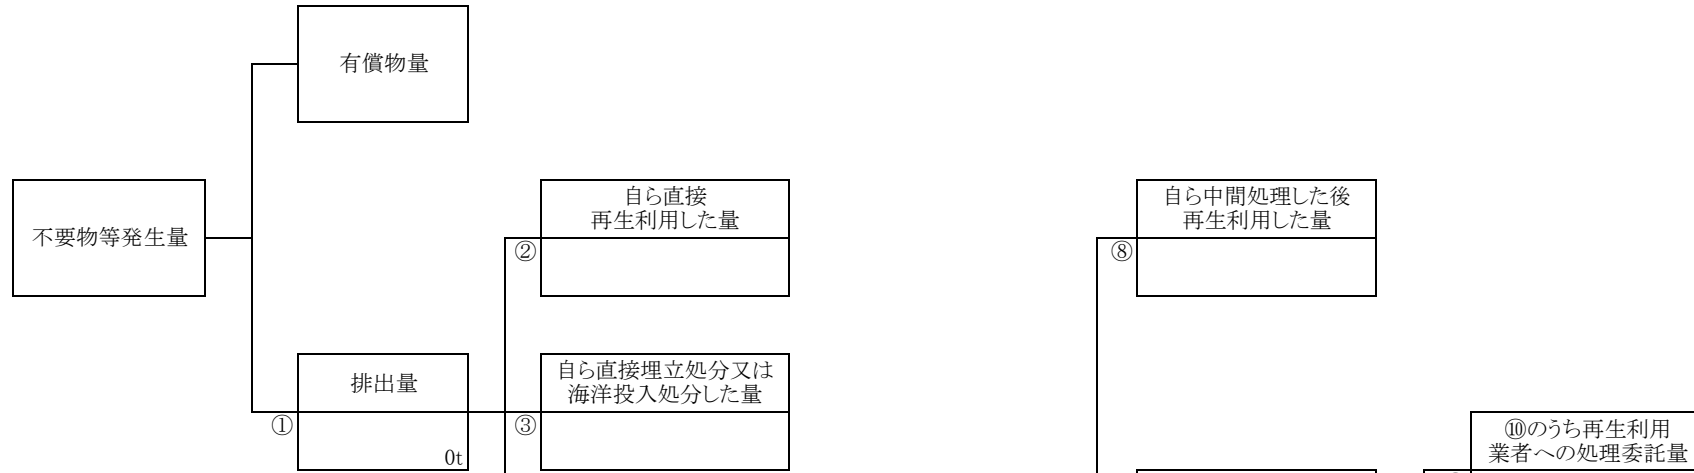 有償物量
自ら直接
再生利用した量
自ら中間処理した後
再生利用した量
不要物等発生量
②
⑧
排出量
自ら直接埋立処分又は
海洋投入処分した量
①
③
0t
⑩のうち再生利用
業者への処理委託量